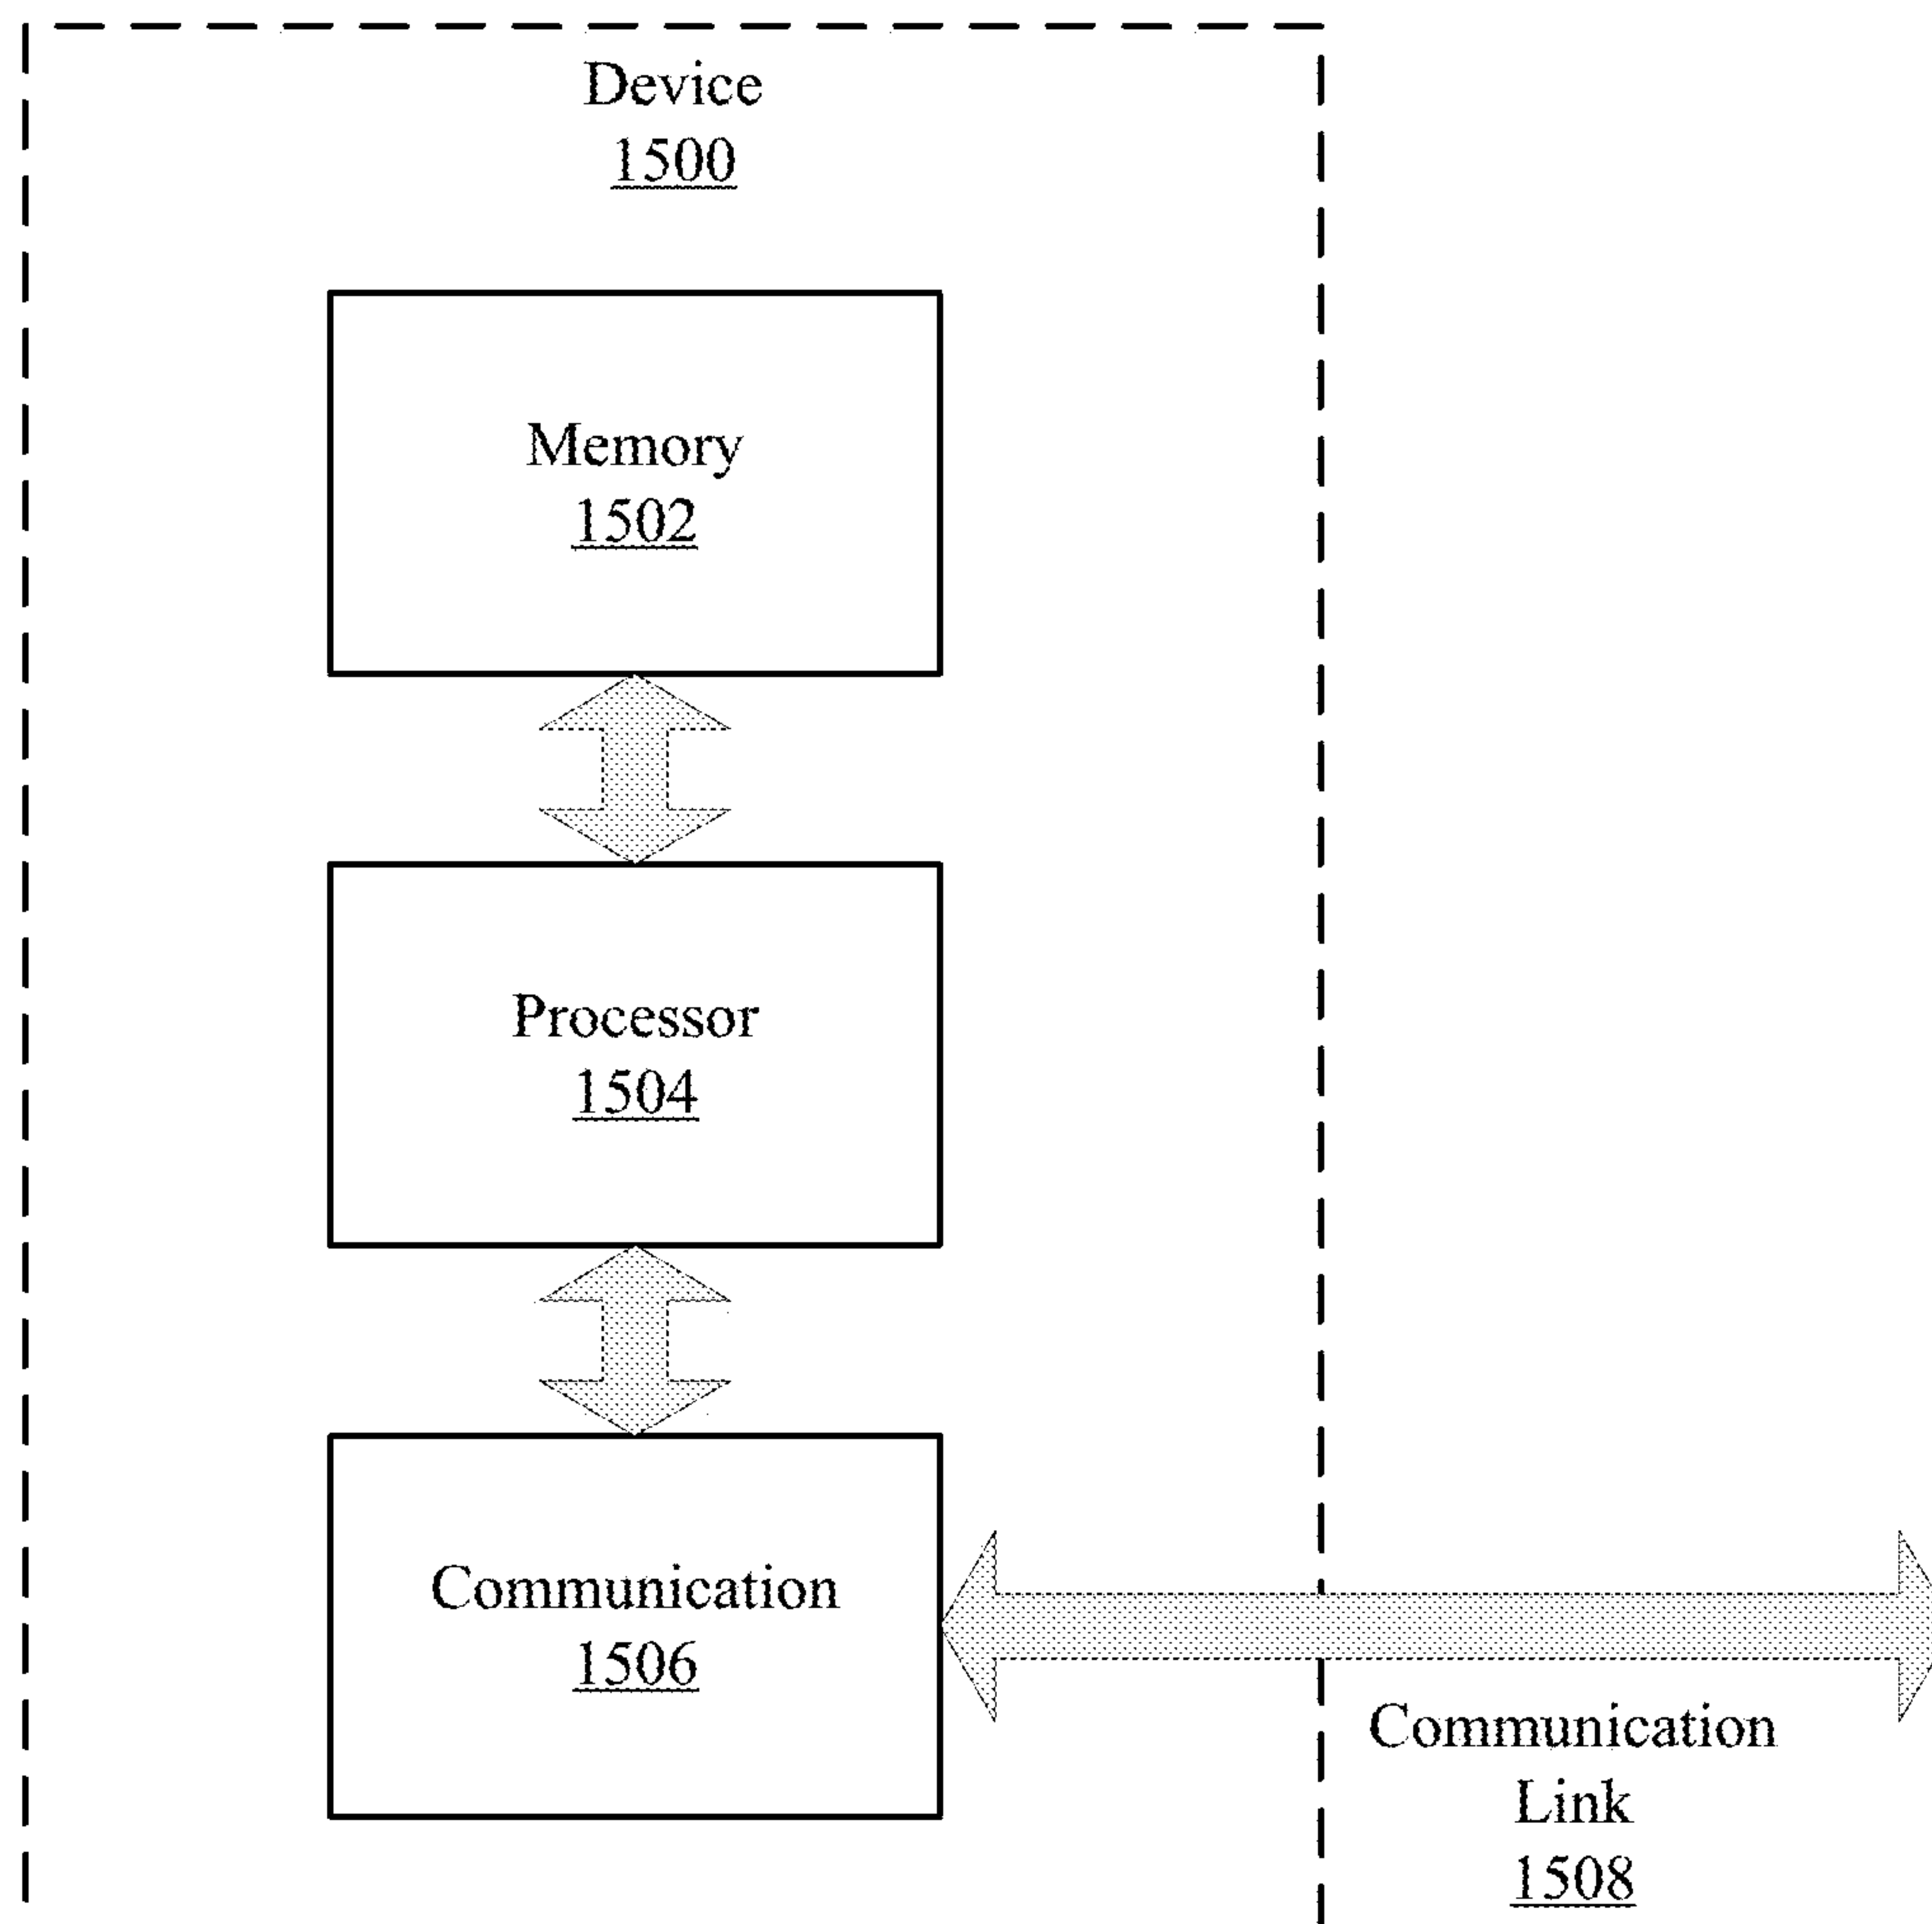 Device
1500
Memory
1502
Processor
1504
Communication
1506
Communication
Link
1508